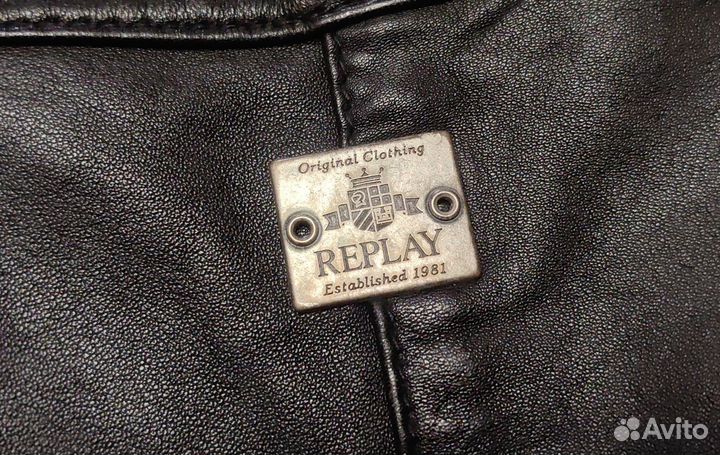 Original Clothing
REPLAY
Established 1981
Avito